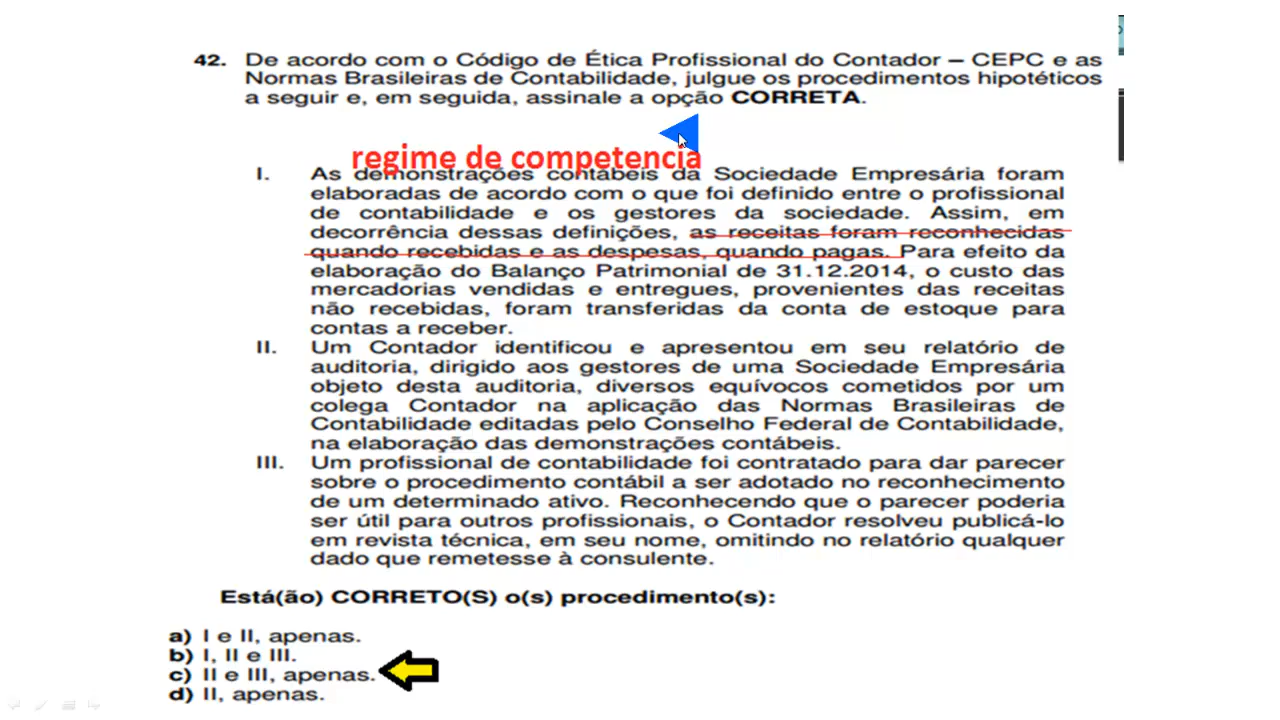 42. De acordo com o Código de Ética Profissional do Contador – CEPC e as
Normas Brasileiras de Contabilidade, julgue os procedimentos hipotéticos
a seguir e, em seguida, assinale a opção CORRETA.
regime de competencia
I. As demonstrações contábeis da Sociedade Empresária foram
elaboradas de acordo com o que foi definido entre o profissional
de contabilidade e os gestores da sociedade. Assim, em
decorrência dessas definições, as receitas foram reconhecidas
quando recebidas e as despesas, quando pagas. Para efeito da
elaboração do Balanço Patrimonial de 31.12.2014, o custo das
mercadorias vendidas e entregues, provenientes das receitas
não recebidas, foram transferidas da conta de estoque para
contas a receber.
II. Um Contador identificou e apresentou em seu relatório de
auditoria, dirigido aos gestores de uma Sociedade Empresária
objeto desta auditoria, diversos equívocos cometidos por um
colega Contador na aplicação das Normas Brasileiras de
Contabilidade editadas pelo Conselho Federal de Contabilidade,
na elaboração das demonstrações contábeis.
III. Um profissional de contabilidade foi contratado para dar parecer
sobre o procedimento contábil a ser adotado no reconhecimento
de um determinado ativo. Reconhecendo que o parecer poderia
ser útil para outros profissionais, o Contador resolveu publicá-lo
em revista técnica, em seu nome, omitindo no relatório qualquer
dado que remetesse à consulente.
Está(ão) CORRETO(S) o(s) procedimento(s):
a) I e II, apenas.
b) I, II e III.
c) II e III, apenas.
d) II, apenas.